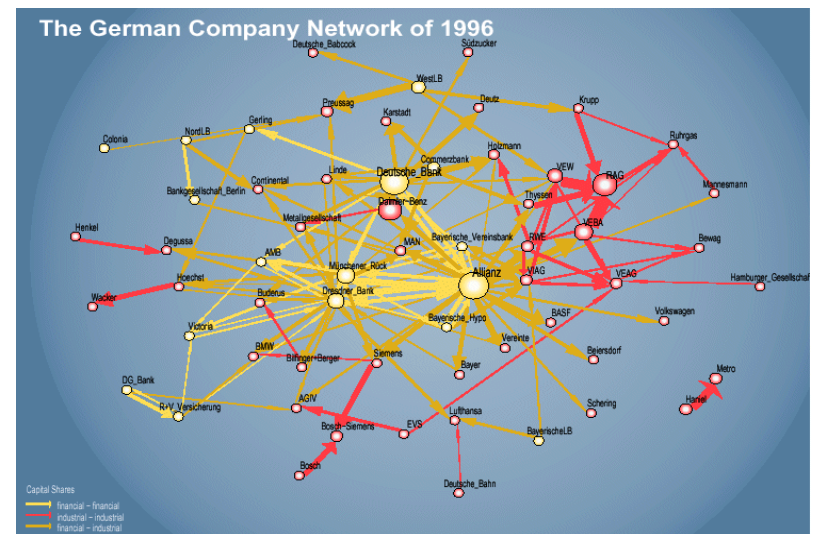 The German Company Network of 1996
Deutsche_Babcock
Südzucker
WestLB
Preussag
Karstadt
Deutz
Krupp
Gerling
NordLB
Colonia
Holzmann
Ruhrgas
Commerzbank
Linde
Deutsche_Bank
VEW
RAG
Continental
Bankgesellschaft_Berlin
Thyssen
Mannesmann
Daimler-Benz
Metallgesellschaft
VEBA
Henkel
Degussa
MAN
Bayerische_Vereinsbank
RWE
Bewag
AMB
Münchener_Rück
Allianz
VIAG
VEAG
Hamburger_Gesellschaft
Hoechst
Wacker
Dresdner_Bank
Buderus
Bayerische_Hypo
BASF
Volkswagen
Victoria
Vereinte
BMW
Bilfinger+Berger
Siemens
Bayer
Beiersdorf
DG_Bank
R+V_Versicherung
Metro
Haniel
AGIV
Lufthansa
Schering
Bosch-Siemens
EVS
BayerischeLB
Bosch
Deutsche_Bahn
Capital Shares
financial - financial
industrial - industrial
financial - industrial